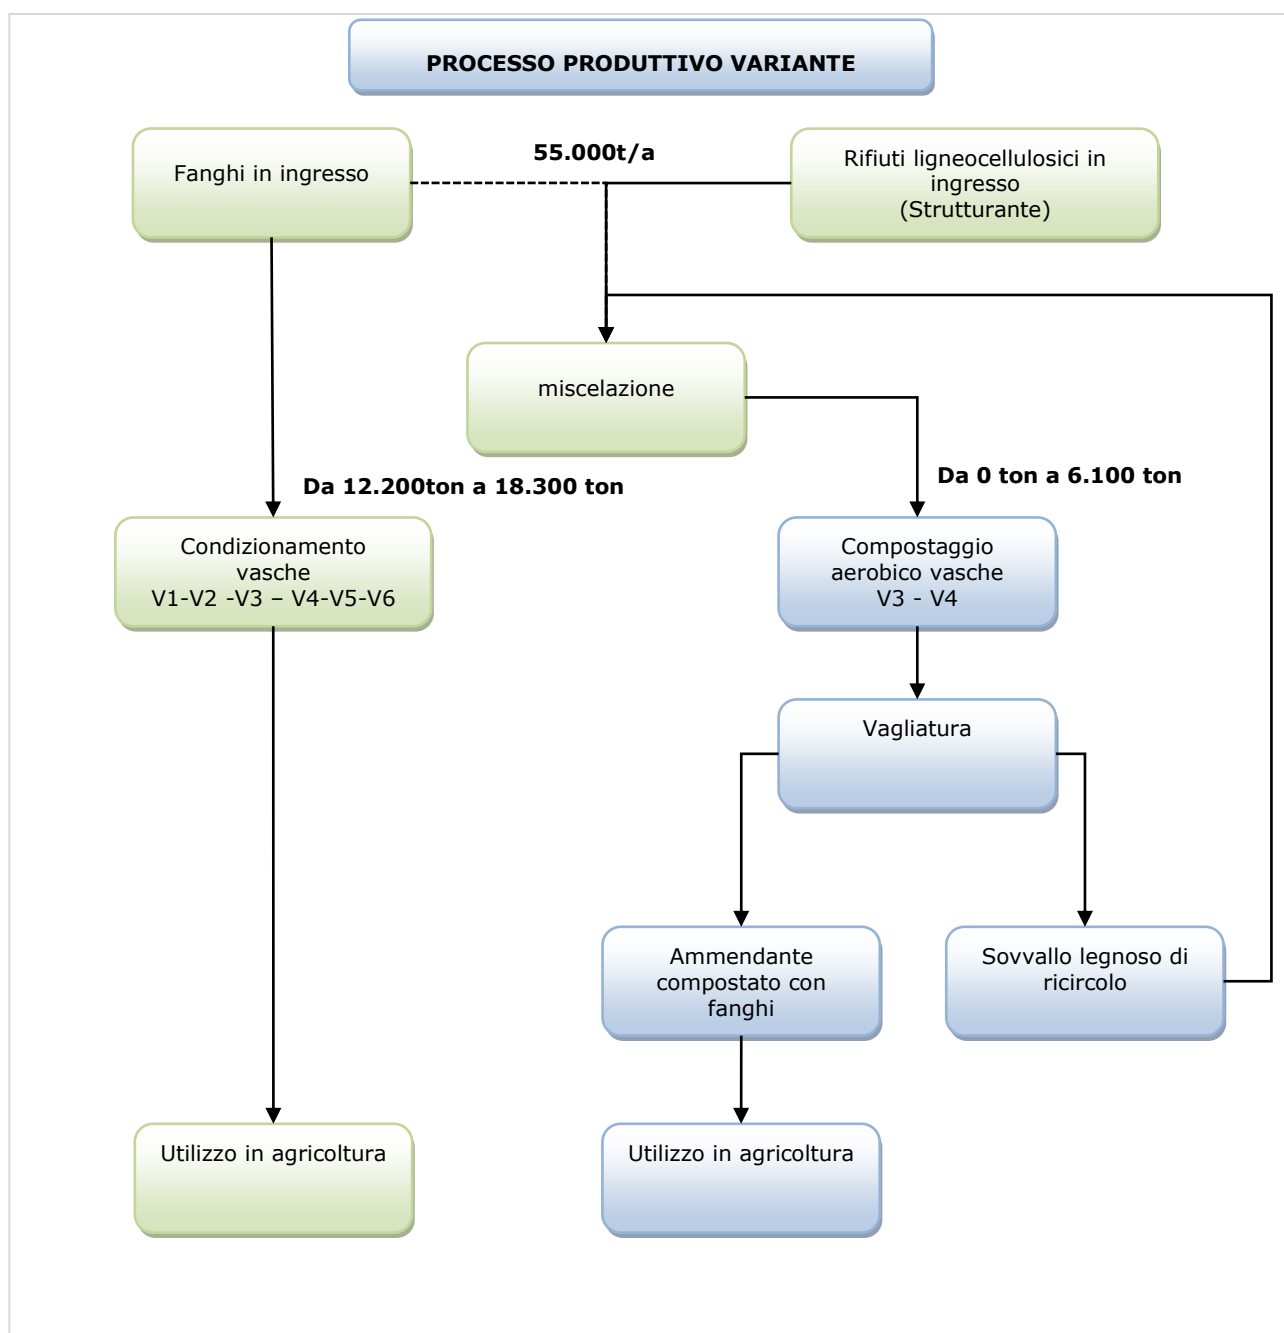 PROCESSO PRODUTTIVO VARIANTE
Fanghi in ingresso
55.000t/a
Rifiuti ligneocellulosici in
ingresso
(Strutturante)
miscelazione
Da 12.200ton a 18.300 ton
Da 0 ton a 6.100 ton
Condizionamento
vasche
V1-V2 -V3 – V4-V5-V6
Compostaggio
aerobico vasche
V3 - V4
Vagliatura
Ammendante
compostato con
fanghi
Sovvallo legnoso di
ricircolo
Utilizzo in agricoltura
Utilizzo in agricoltura